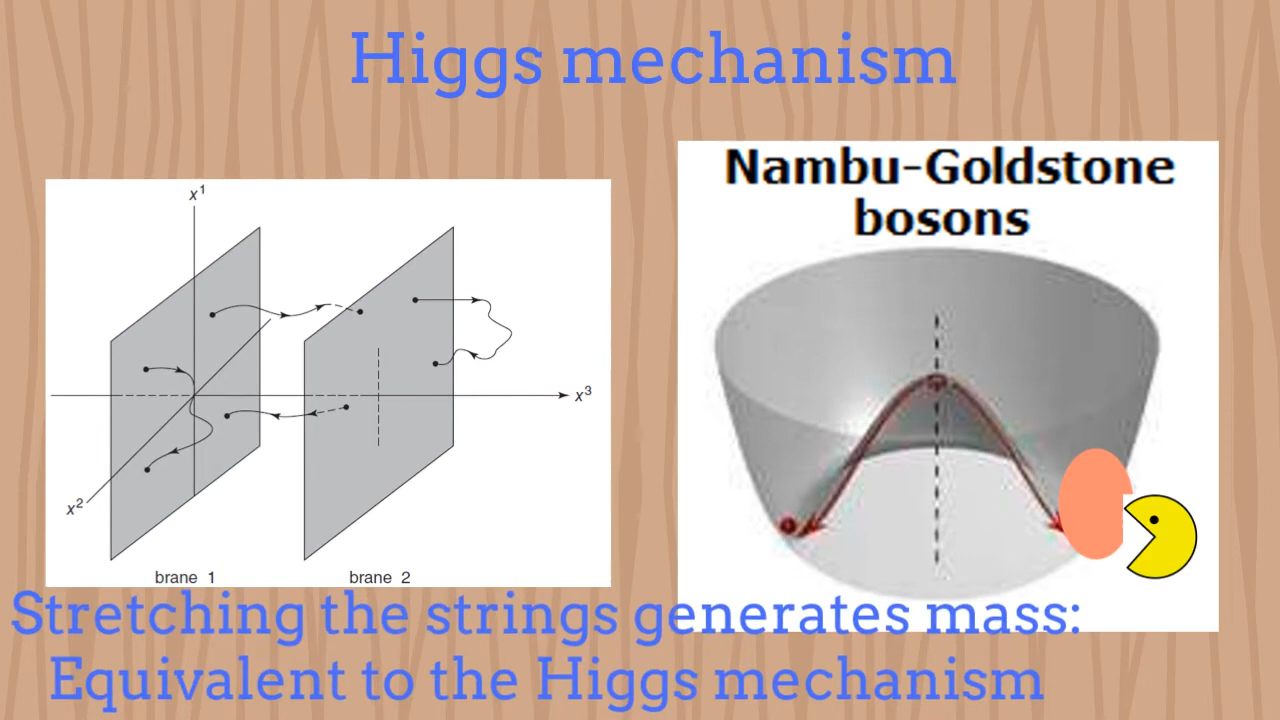 Higgs mechanism
x1
x3
x2
brane 1
brane 2
Nambu-Goldstone
bosons
Stretching the strings generates mass:
Equivalent to the Higgs mechanism